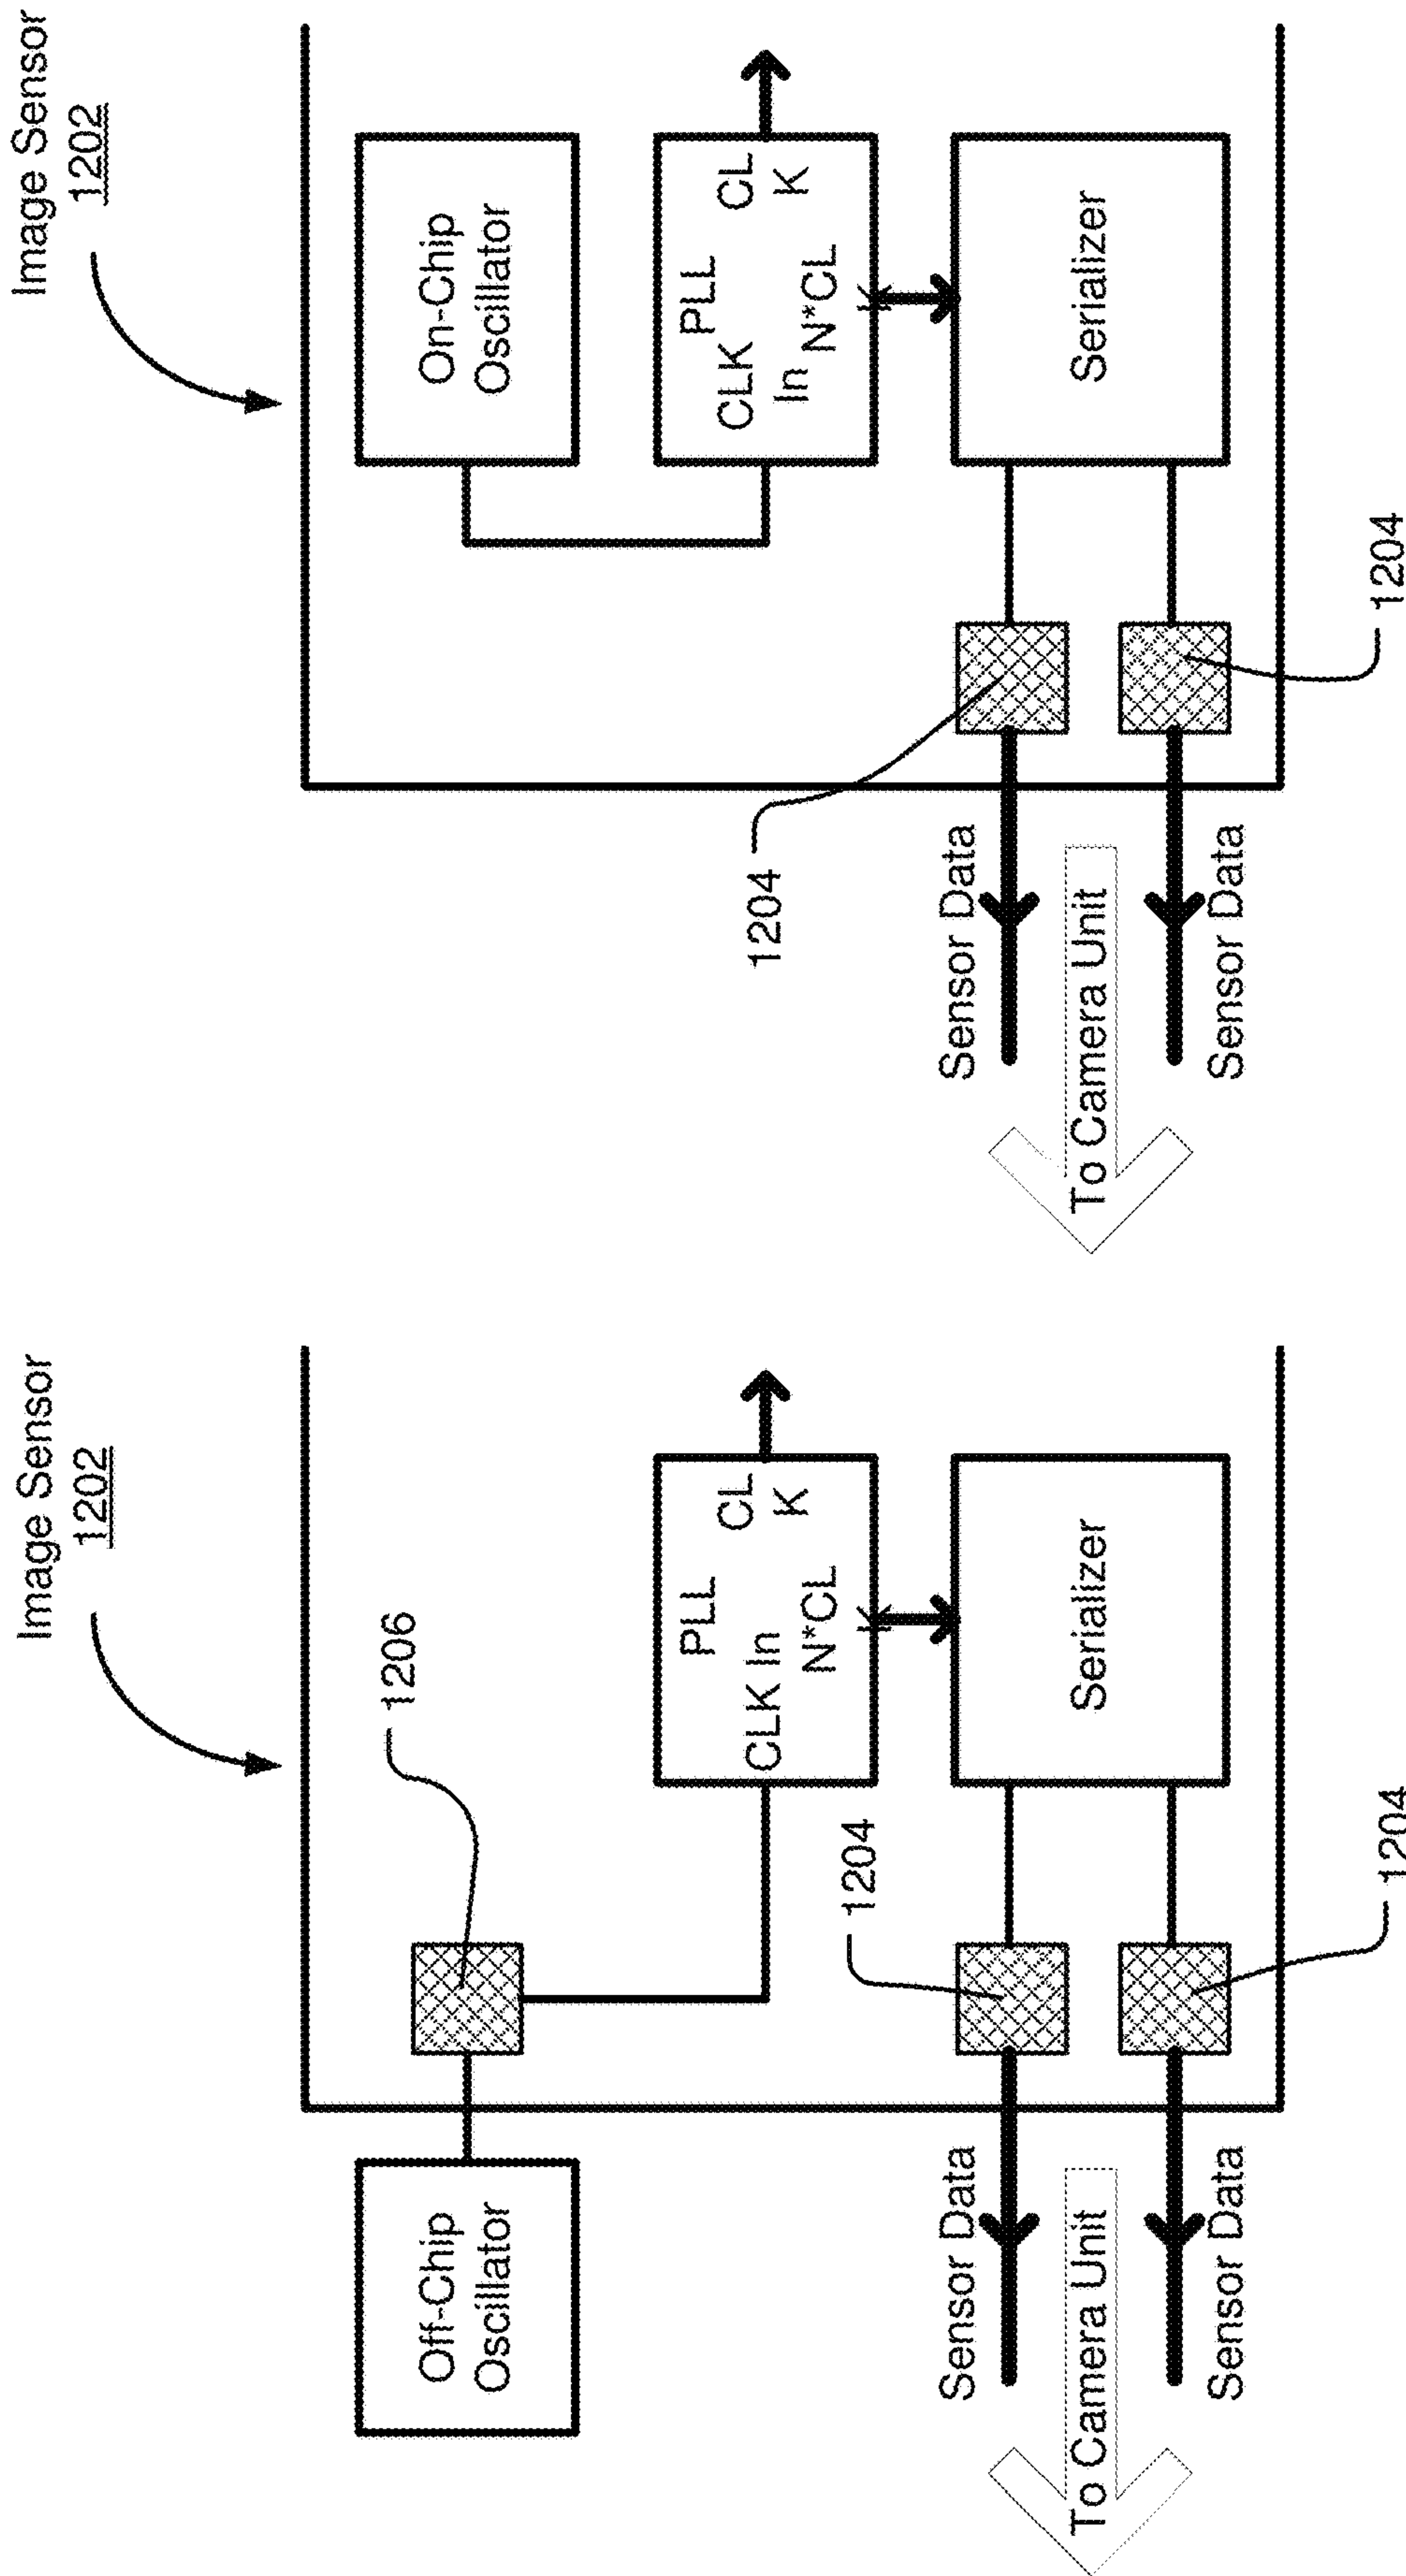 Image Sensor
1202
Off-Chip
Oscillator
1206
PLL
CLK In
CL
K
N*CL
K
Serializer
1204
1204
Sensor Data
To Camera Unit
Sensor Data
Image Sensor
1202
On-Chip
Oscillator
PLL
CLK
In
CL
K
N*CL
K
Serializer
1204
1204
Sensor Data
To Camera Unit
Sensor Data